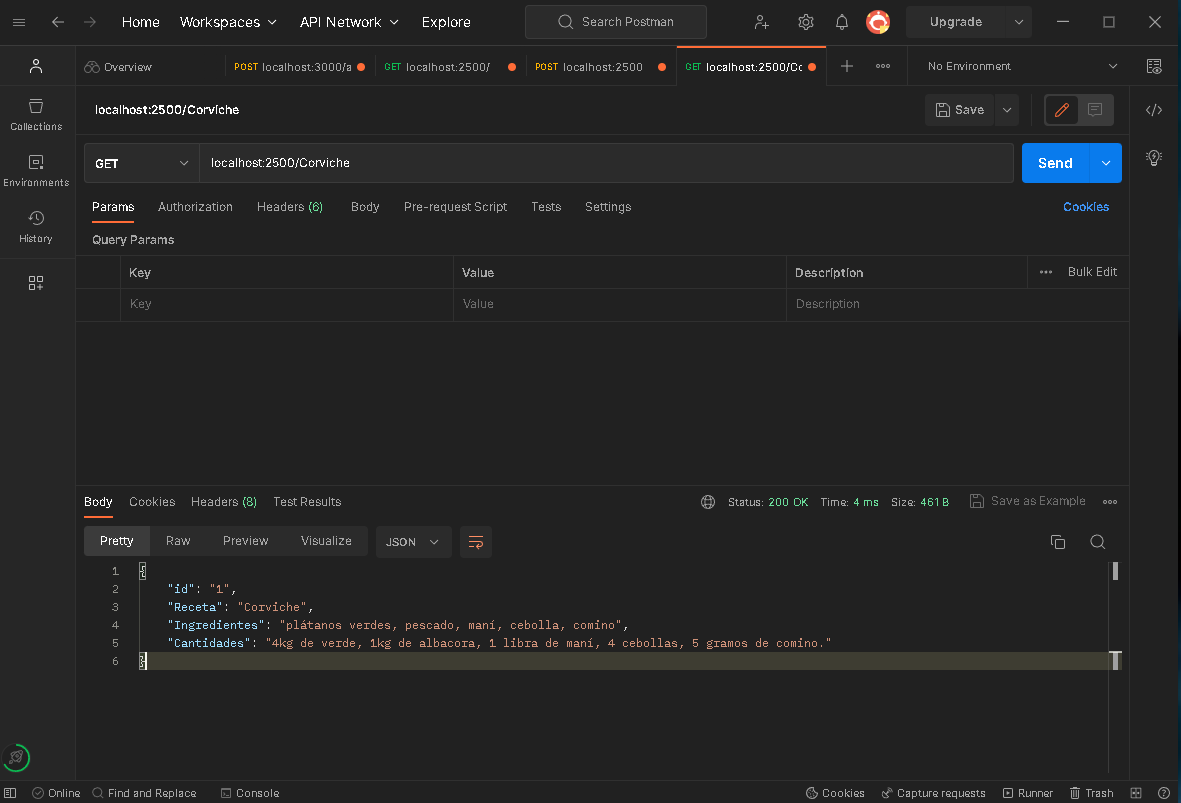 Home Workspaces API Network Explore Search Postman Upgrade
Overview POST localhost:3000/a GET localhost:2500/ POST localhost:2500 GET localhost:2500/Cc No Environment
localhost:2500/Corviche Save
Collections
GET localhost:2500/Corviche Send
Environments
Params Authorization Headers (6) Body Pre-request Script Tests Settings Cookies
History
Query Params
Key Value Description Bulk Edit
Key Value Description
Body Cookies Headers (8) Test Results Status: 200 OK Time: 4 ms Size: 461 B Save as Example
Pretty Raw Preview Visualize JSON
1 {
2 "id": "1",
3 "Receta": "Corviche",
4 "Ingredientes": "plátanos verdes, pescado, maní, cebolla, comino",
5 "Cantidades": "4kg de verde, 1kg de albacora, 1 libra de maní, 4 cebollas, 5 gramos de comino."
6 }
Online Find and Replace Console Cookies Capture requests Runner Trash